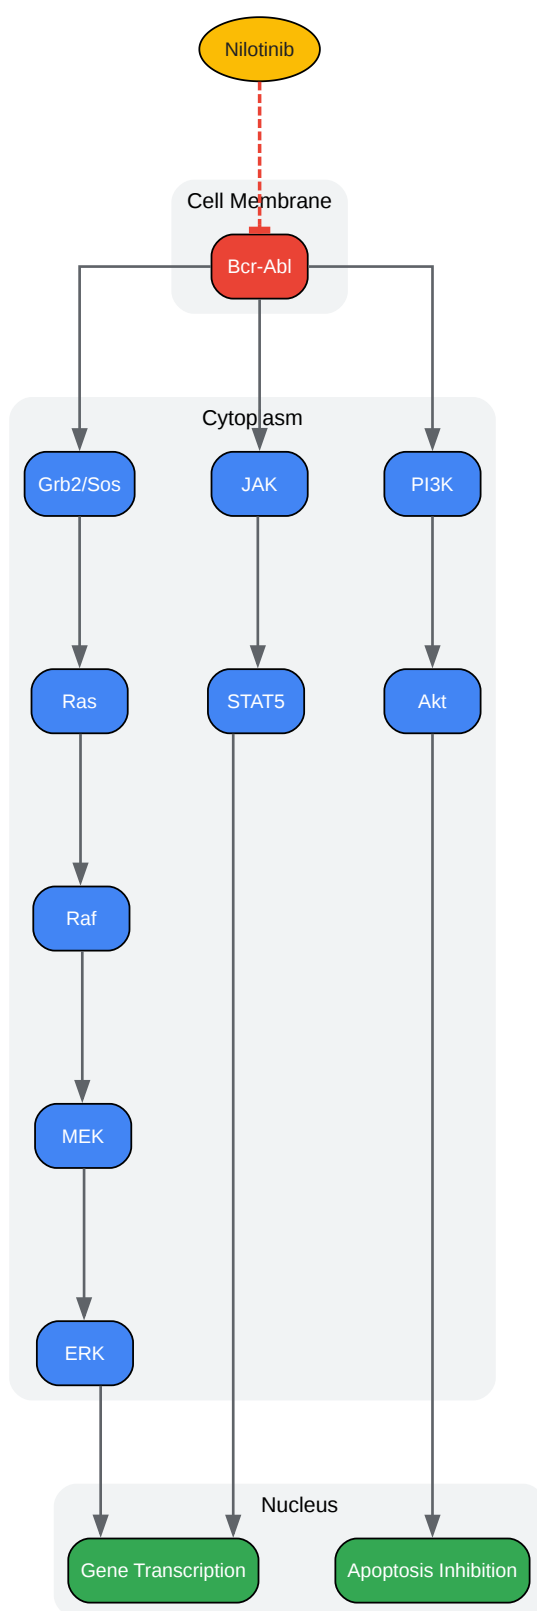 Nilotinib
Cell Membrane
Bcr-Abl
Cytoplasm
Grb2/Sos
JAK
PI3K
Ras
STAT5
Akt
Raf
MEK
ERK
Nucleus
Gene Transcription
Apoptosis Inhibition